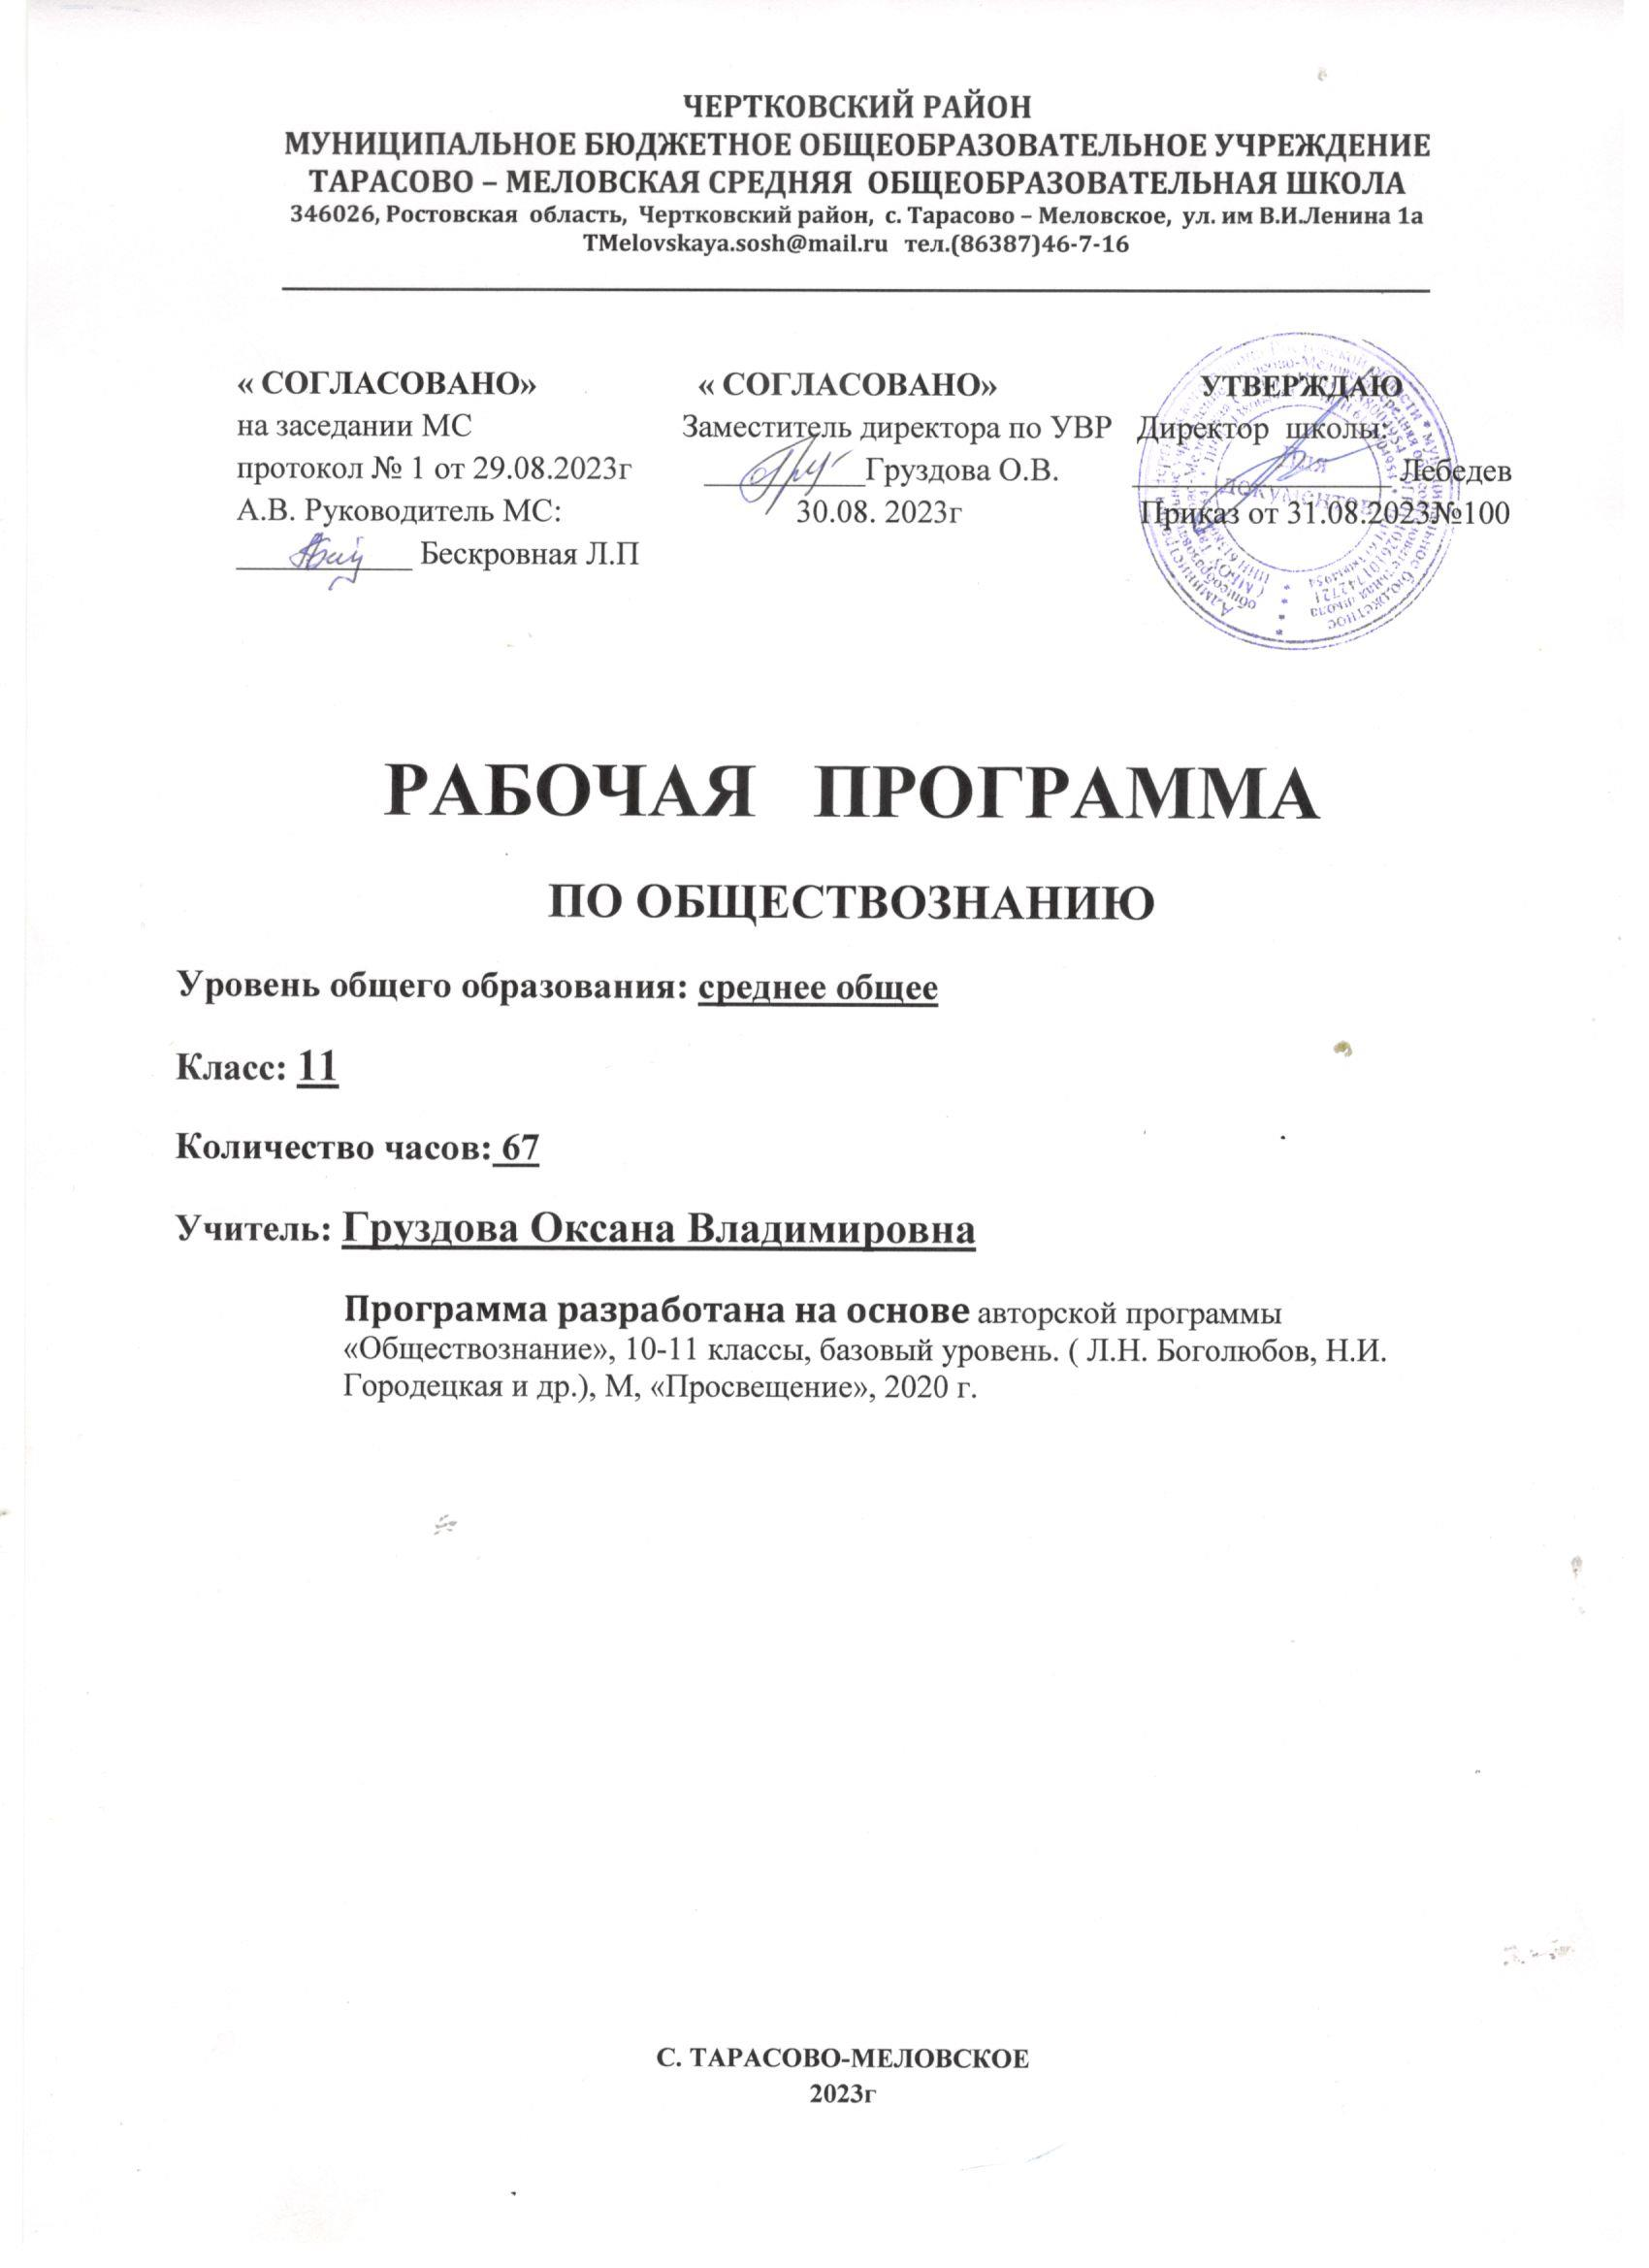 ЧЕРТКОВСКИЙ РАЙОН
МУНИЦИПАЛЬНОЕ БЮДЖЕТНОЕ ОБЩЕОБРАЗОВАТЕЛЬНОЕ УЧРЕЖДЕНИЕ
ТАРАСОВО – МЕЛОВСКАЯ СРЕДНЯЯ ОБЩЕОБРАЗОВАТЕЛЬНАЯ ШКОЛА
346026, Ростовская область, Чертковский район, с. Тарасово – Меловское, ул. им В.И.Ленина 1а
TMelovskaya.sosh@mail.ru тел.(86387)46-7-16
« СОГЛАСОВАНО» « СОГЛАСОВАНО» УТВЕРЖДАЮ
на заседании МС Заместитель директора по УВР Директор школы:
протокол № 1 от 29.08.2023г __________Груздова О.В. ________________ Лебедев
А.В. Руководитель МС: 30.08. 2023г Приказ от 31.08.2023№100
___________ Бескровная Л.П
Для
документов
РАБОЧАЯ ПРОГРАММА
ПО ОБЩЕСТВОЗНАНИЮ
Уровень общего образования: среднее общее
Класс: 11
Количество часов: 67
Учитель: Груздова Оксана Владимировна
Программа разработана на основе авторской программы
«Обществознание», 10-11 классы, базовый уровень. ( Л.Н. Боголюбов, Н.И.
Городецкая и др.), М, «Просвещение», 2020 г.
С. ТАРАСОВО-МЕЛОВСКОЕ
2023г